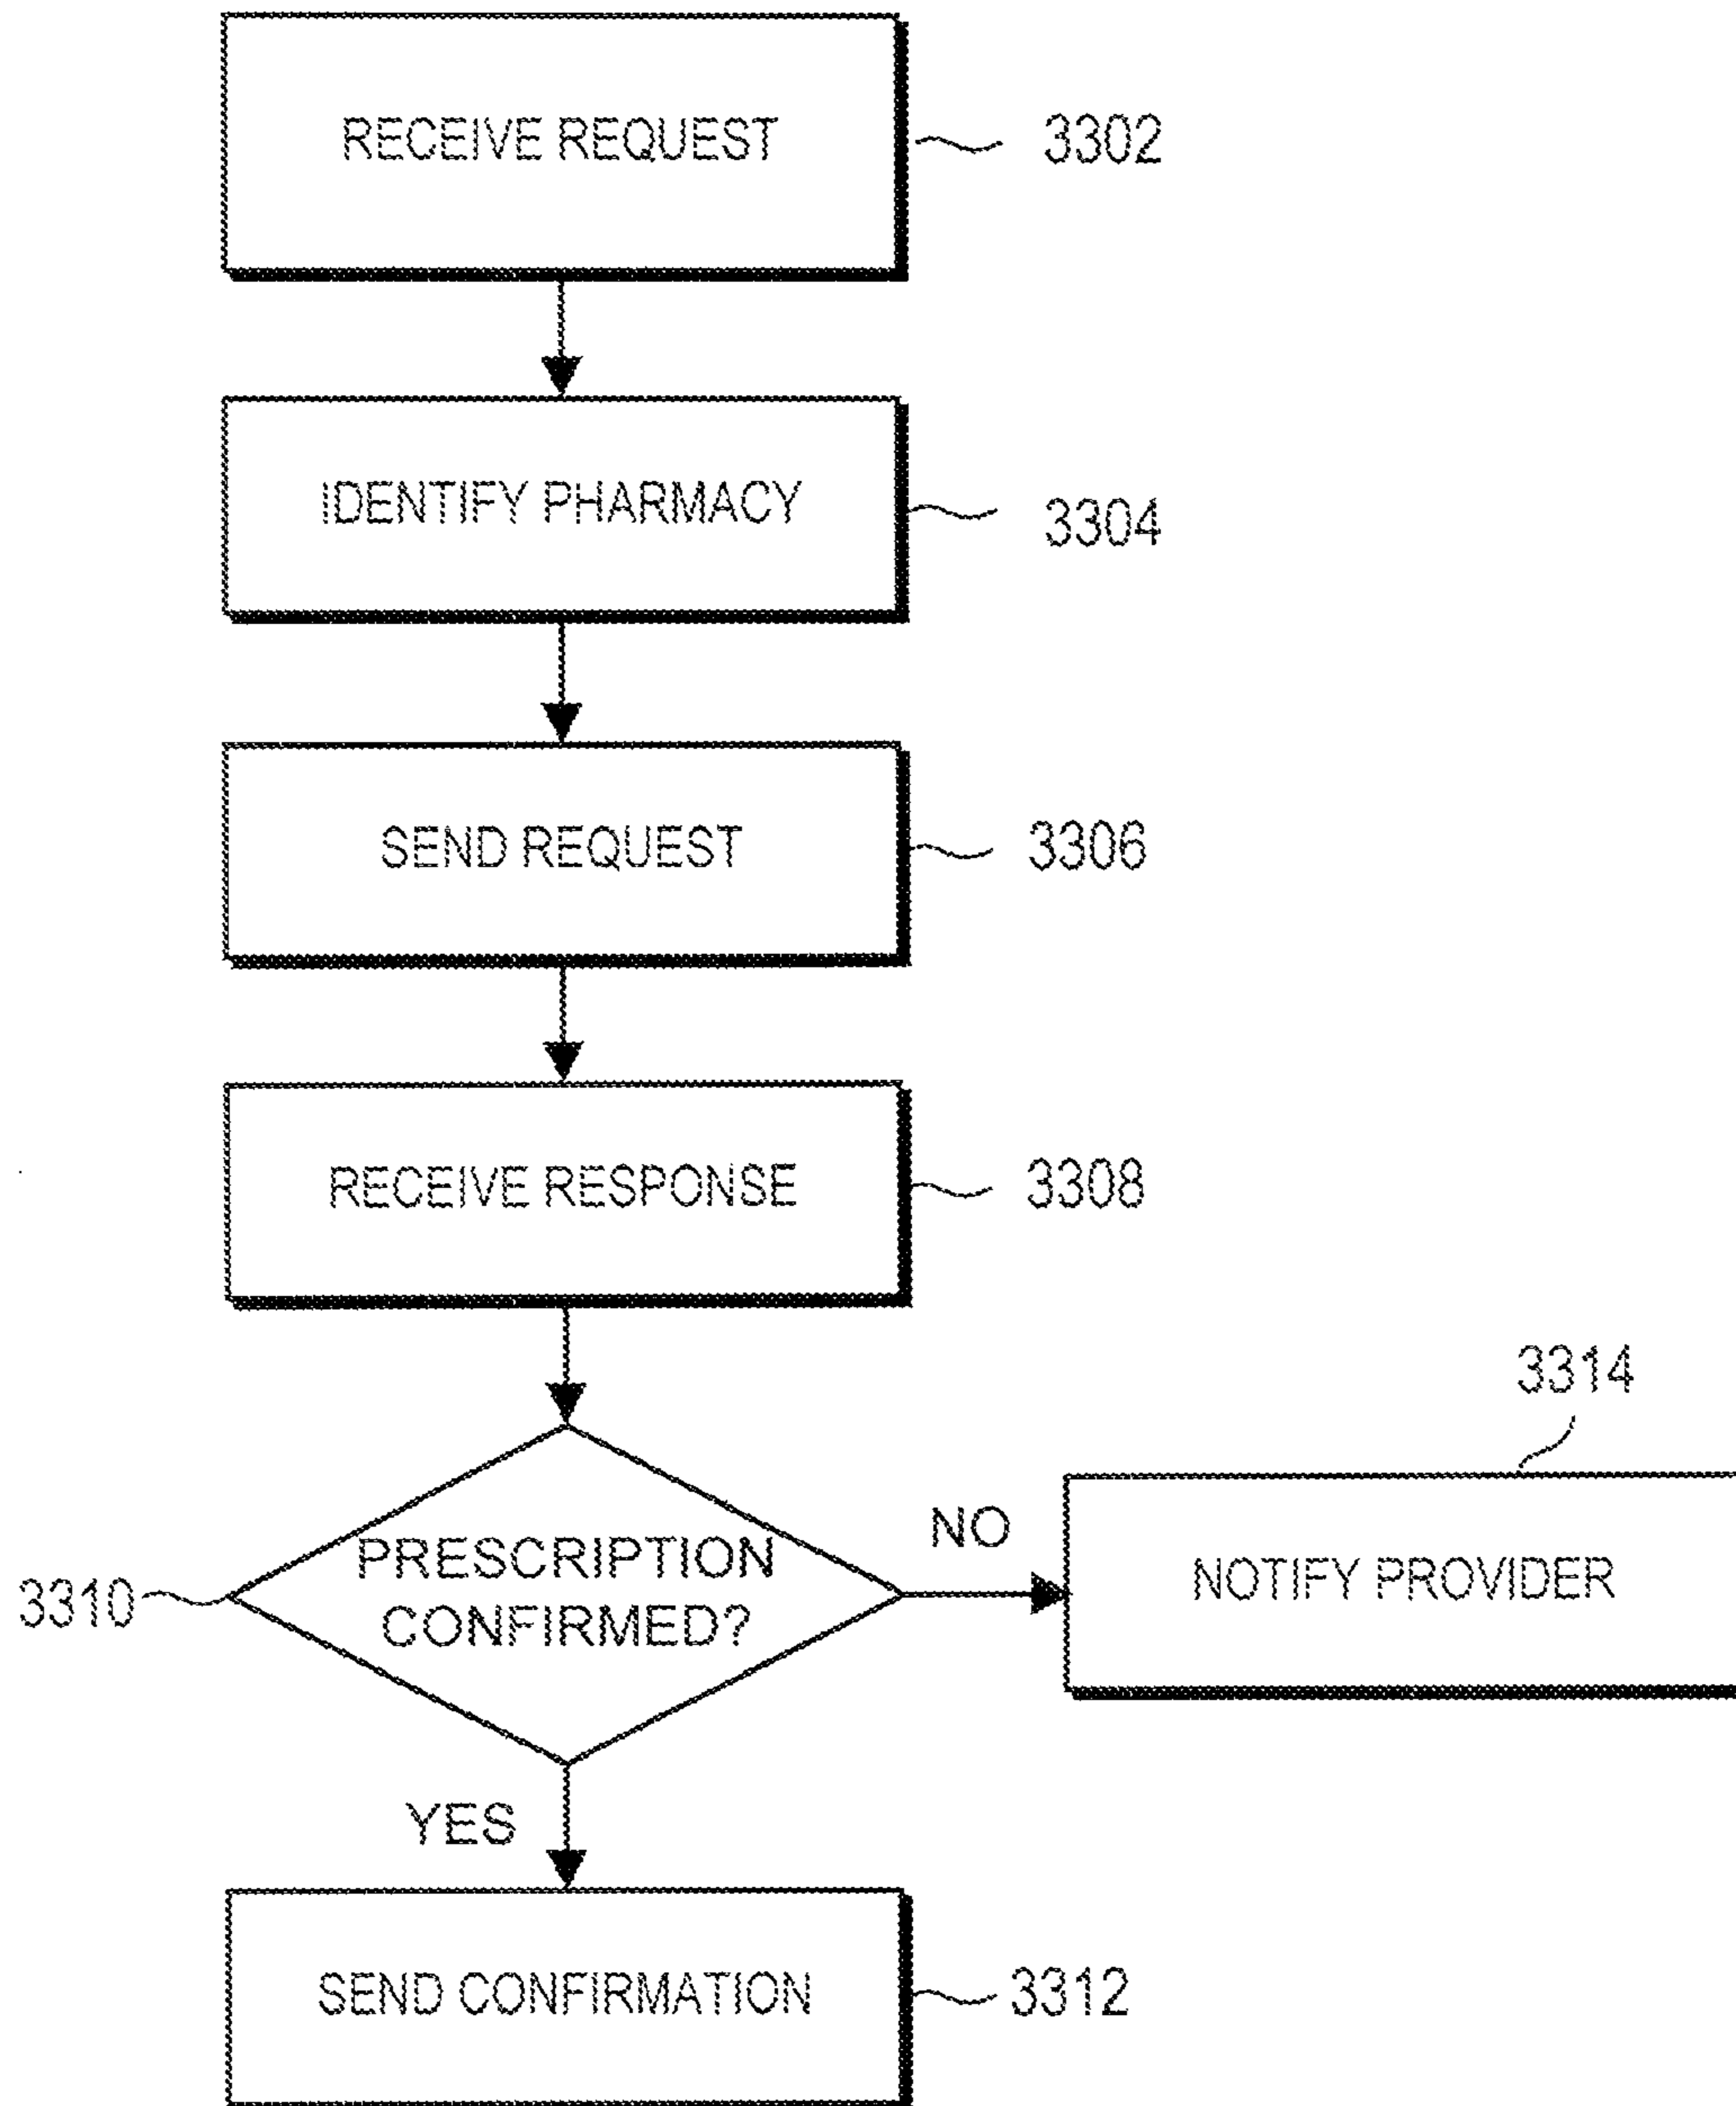 RECEIVE REQUEST
3302
IDENTIFY PHARMACY
3304
SEND REQUEST
3306
RECEIVE RESPONSE
3308
3314
PRESCRIPTION
CONFIRMED?
NO
NOTIFY PROVIDER
3310
YES
SEND CONFIRMATION
3312